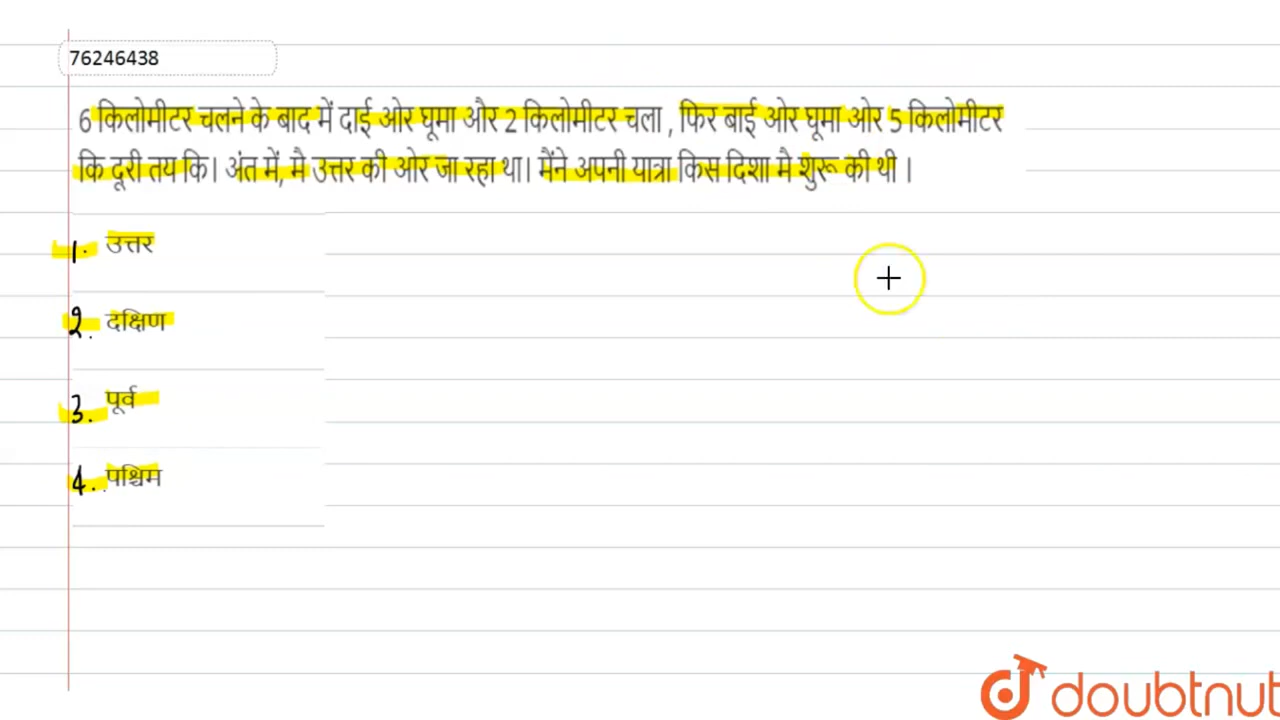 76246438
6 किलोमीटर चलने के बाद में दाई ओर घूमा और 2 किलोमीटर चला , फिर बाई ओर घूमा ओर 5 किलोमीटर
कि दूरी तय कि। अंत में, मै उत्तर की ओर जा रहा था। मैंने अपनी यात्रा किस दिशा मै शुरू की थी ।
1. उत्तर
2. दक्षिण
3. पूर्व
4. पश्चिम
doubtnut